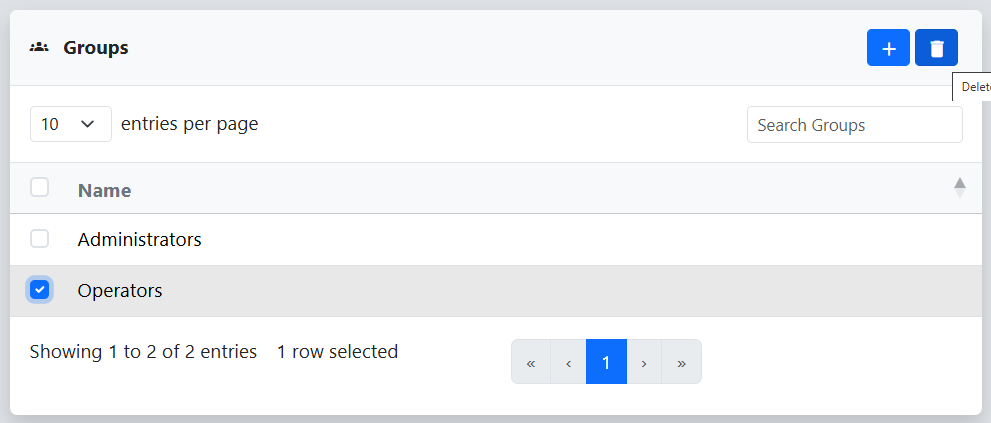 Groups
+
Delet
10 entries per page
Search Groups
Name
Administrators
Operators
Showing 1 to 2 of 2 entries 1 row selected
« ‹ 1 › »